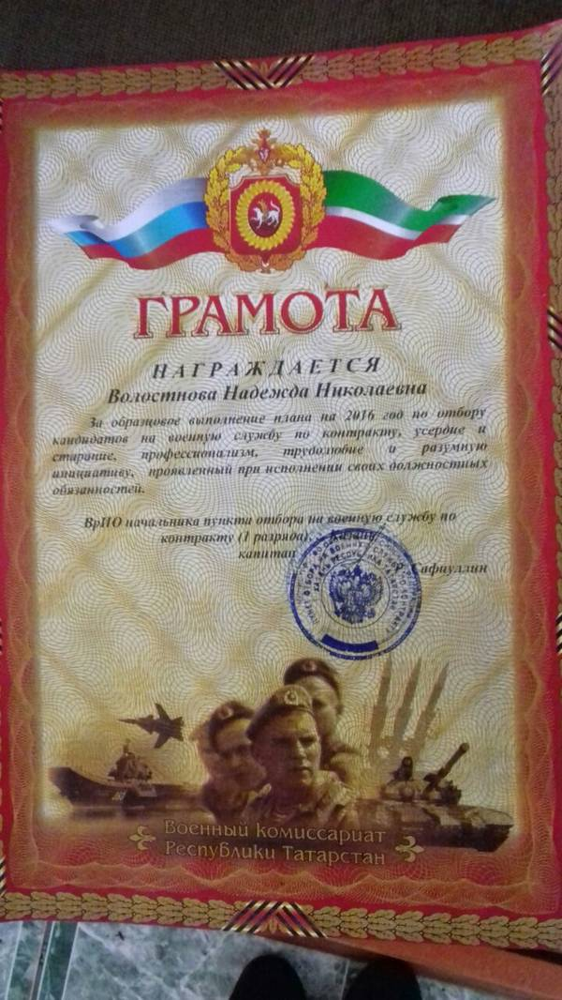 ГРАМОТА
НАГРАЖДАЕТСЯ
Волостнова Надежда Николаевна
За образцовое выполнение плана на 2016 год по отбору
кандидатов на военную службу по контракту, усердие и
старание, профессионализм, трудолюбие и разумную
инициативу, проявленный при исполнении своих должностных
обязанностей.
ВрИО начальника пункта отбора на военную службу по
контракту (1 разряда),
капитан
Сафиуллин
Военный комиссариат
Республики Татарстан